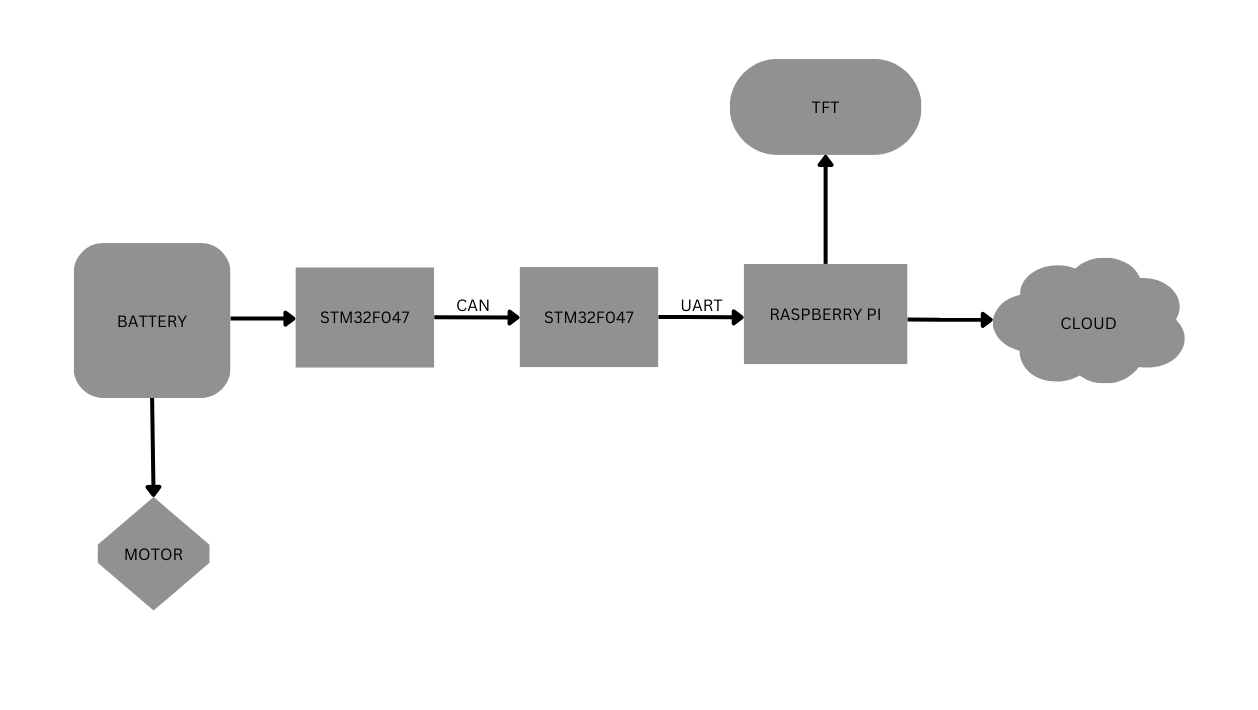 TFT
BATTERY
STM32F047
CAN
STM32F047
UART
RASPBERRY PI
CLOUD
MOTOR